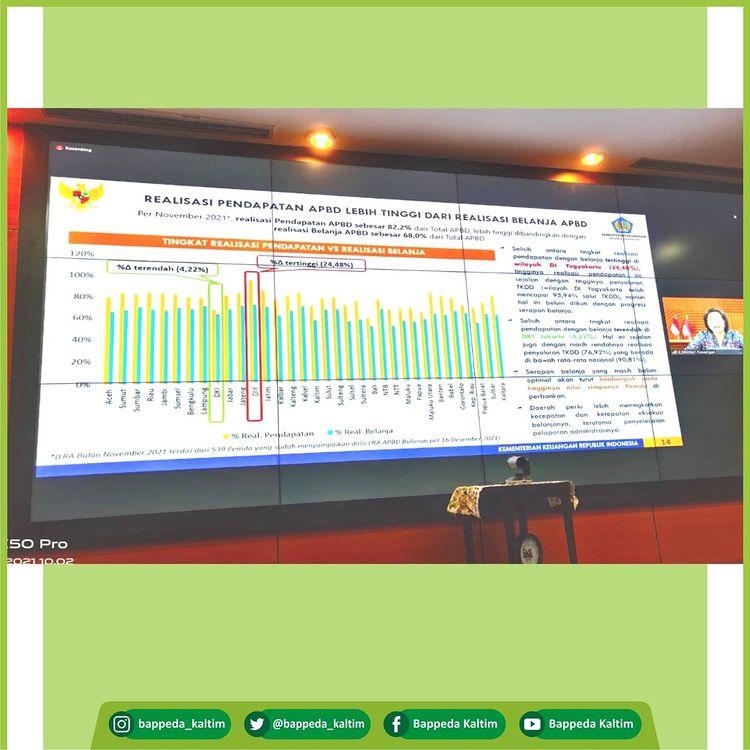 Recording
REALISASI PENDAPATAN APBD LEBIH TINGGI DARI REALISASI BELANJA APBD
Per November 2021*, realisasi Pendapatan APBD sebesar 82,2% dari Total APBD, lebih tinggi dibandingkan dengan
realisasi Belanja APBD sebesar 68,0% dari Total APBD
KEMENTERIAN KEUANGAN
TINGKAT REALISASI PENDAPATAN VS REALISASI BELANJA
%Δ terendah (4,22%)
%Δ tertinggi (24,48%)
120%
100%
80%
60%
40%
20%
0%
Aceh
Sumut
Sumbar
Riau
Jambi
Sumsel
Bengkulu
Lampung
DKI
Jabar
Jateng
DIY
Jatim
Kalbar
Kalteng
Kalsel
Kaltim
Sulut
Sulteng
Sulsel
Sultera
Bali
NTB
NTT
Maluku
Papua
Maluku Utara
Banten
Babel
Gorontalo
Kep. Riau
Papua Barat
Sulbar
Kaltara
% Real. Pendapatan
% Real. Belanja
*(LRA Bulan November 2021 terdiri dari 539 Pemda yang sudah menyampaikan data LRA APBD Bulanan per 16 Desember 2021)
Selisih antara tingkat realisasi
pendapatan dengan belanja tertinggi di
wilayah DI Yogyakarta (24,48%),
tingginya realisasi pendapatan ini
sejalan dengan tingginya penyaluran
TKDD (wilayah DI Yogyakarta telah
mencapai 95,94% salur TKDD), namun
hal ini belum diikuti dengan progress
serapan belanja.
Selisih antara tingkat realisasi
pendapatan dengan belanja terendah di
DKI Jakarta (4,22%). Hal ini sejalan
juga dengan masih rendahnya realisasi
penyaluran TKDD (76,92%) yang berada
di bawah rata-rata nasional (90,81%).
Serapan belanja yang masih belum
optimal akan turut berdampak pada
tingginya nilai simpanan Pemda di
perbankan.
Daerah perlu lebih meningkatkan
kecepatan dan ketepatan eksekusi
belanjanya, terutama penyelesaian
pelaporan administrasinya.
KEMENTERIAN KEUANGAN REPUBLIK INDONESIA
14
50 Pro
2021.10.02
bappeda_kaltim
@bappeda_kaltim
Bappeda Kaltim
Bappeda Kaltim